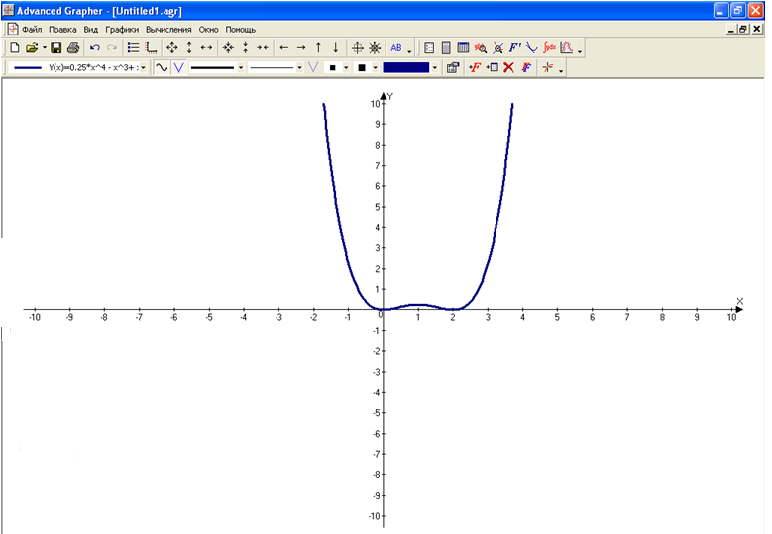 Advanced Grapher - [Untitled1.agr]
Файл Правка Вид Графики Вычисления Окно Помощь
F' ∫ydx
AB
Y(x)=0.25*x^4 - x^3+
+F F
Y
10
9
8
7
6
5
4
3
2
1
X
-10 -9 -8 -7 -6 -5 -4 -3 -2 -1 0 1 2 3 4 5 6 7 8 9 10
-1
-2
-3
-4
-5
-6
-7
-8
-9
-10